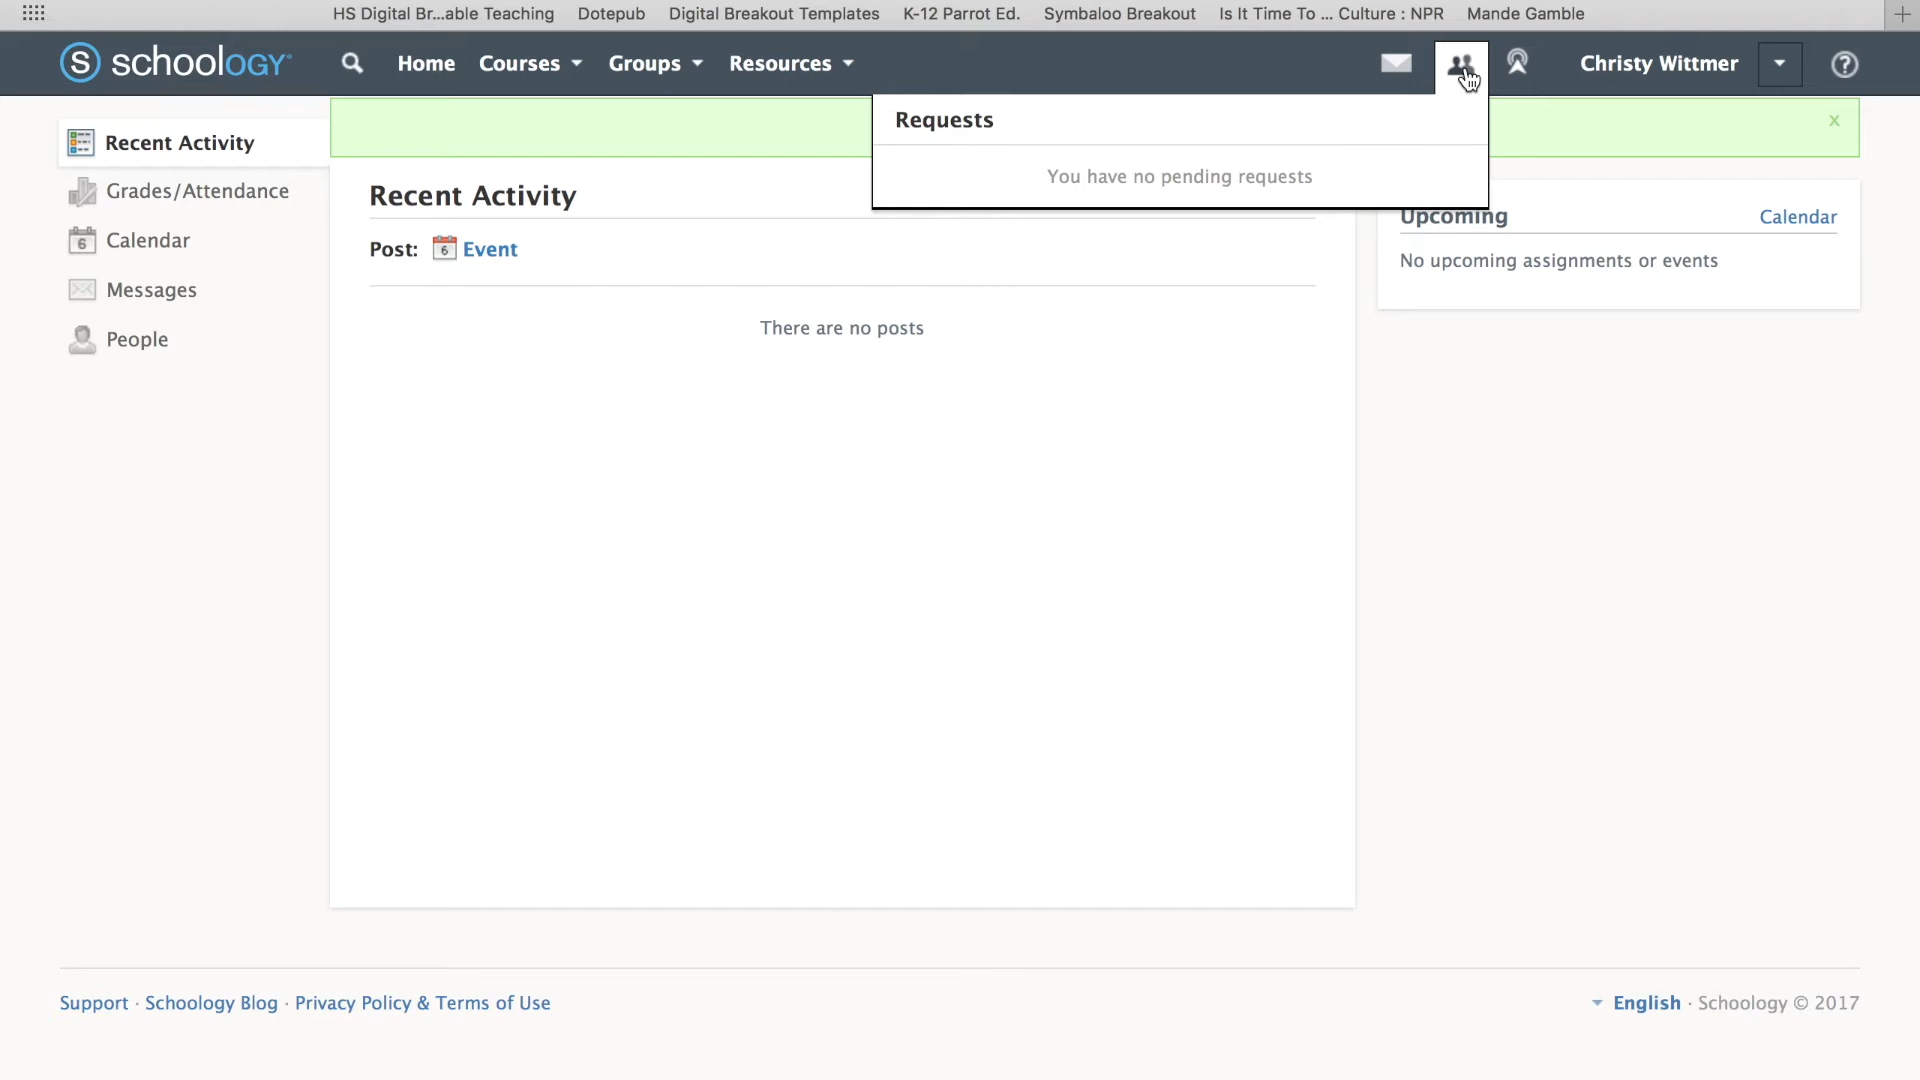 HS Digital Br...able Teaching Dotepub Digital Breakout Templates K-12 Parrot Ed. Symbaloo Breakout Is It Time To ... Culture : NPR Mande Gamble
schoology Home Courses Groups Resources Christy Wittmer
Requests
x
You have no pending requests
Recent Activity
Grades/Attendance
Calendar
Messages
People
Recent Activity
Post: 6 Event
There are no posts
Upcoming Calendar
No upcoming assignments or events
Support · Schoology Blog · Privacy Policy & Terms of Use
English · Schoology © 2017